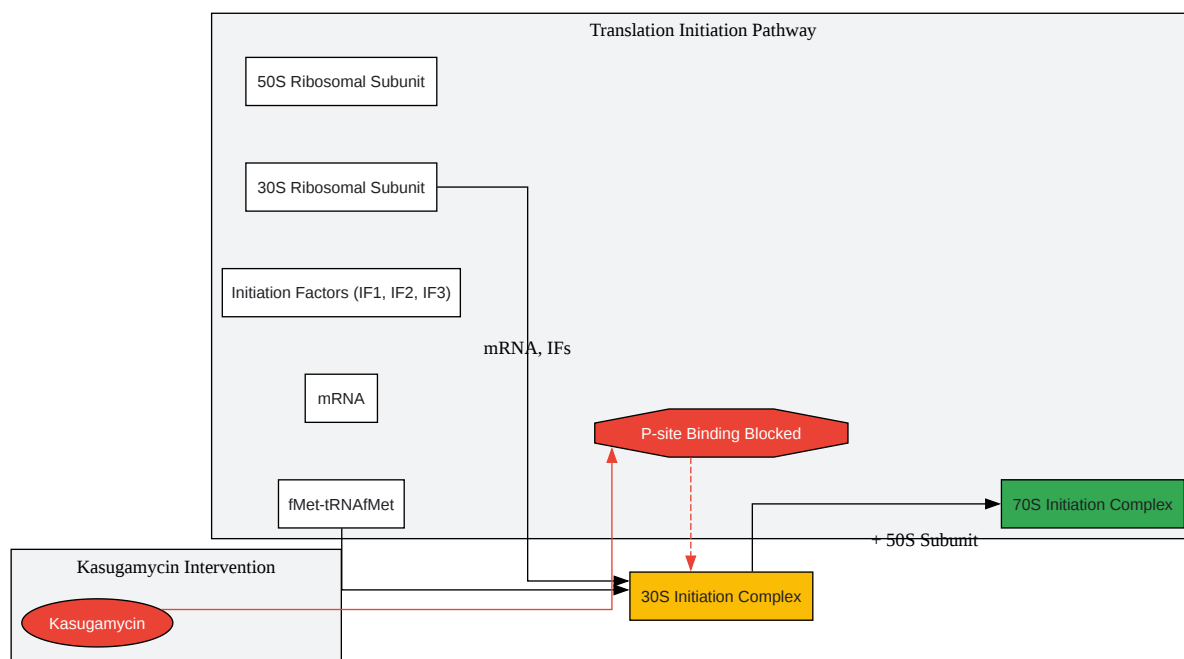 Translation Initiation Pathway
50S Ribosomal Subunit
30S Ribosomal Subunit
Initiation Factors (IF1, IF2, IF3)
mRNA, IFs
mRNA
P-site Binding Blocked
fMet-tRNAfMet
70S Initiation Complex
+ 50S Subunit
Kasugamycin Intervention
30S Initiation Complex
Kasugamycin